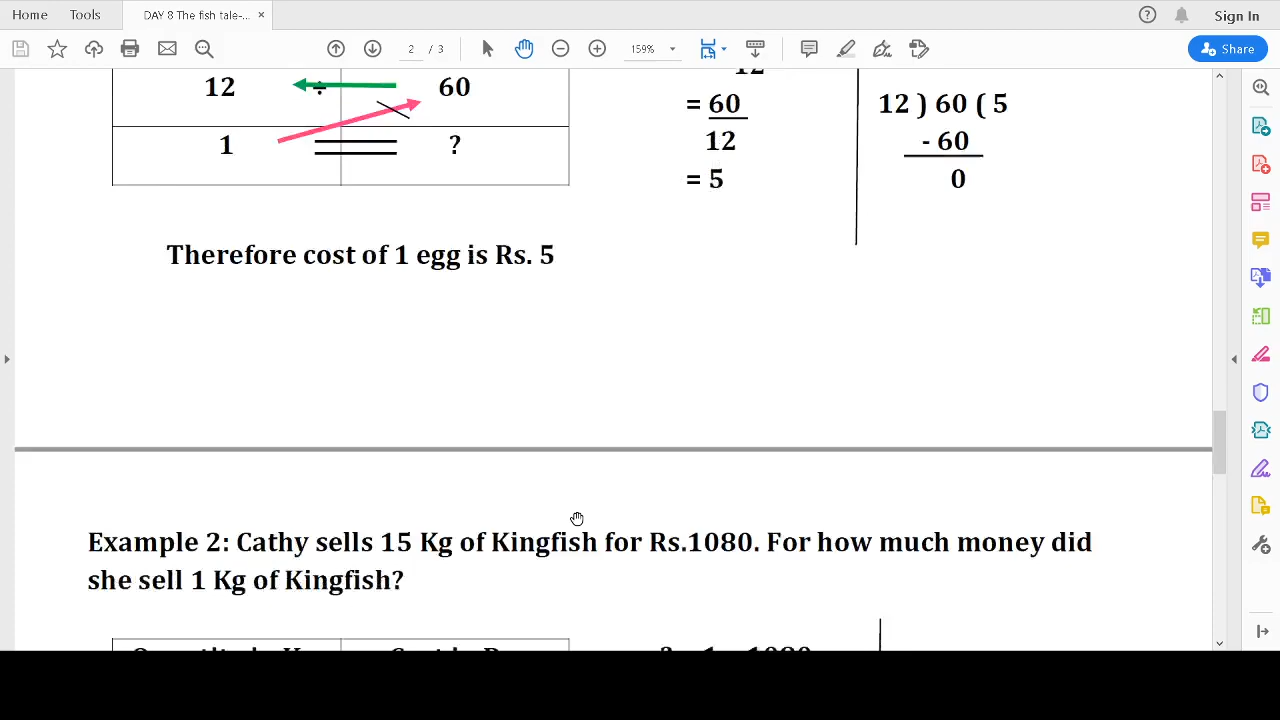 Home Tools DAY 8 The fish tale-... × Sign In
2 / 3 159% Share
12 ÷ 60
1 ?
12
= 60
12
= 5
12 ) 60 ( 5
- 60
0
Therefore cost of 1 egg is Rs. 5
Example 2: Cathy sells 15 Kg of Kingfish for Rs.1080. For how much money did
she sell 1 Kg of Kingfish?